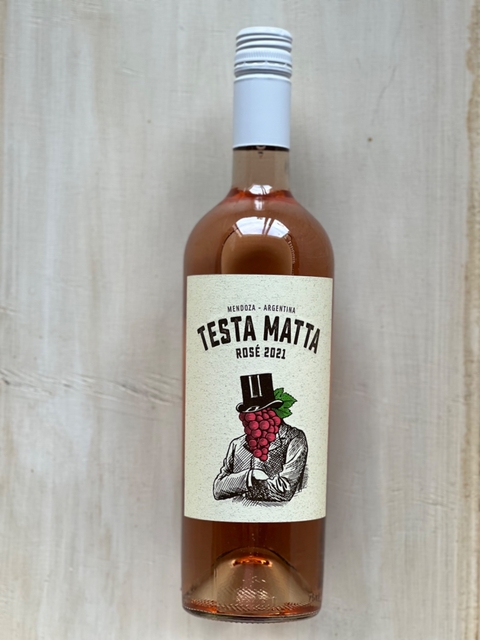 MENDOZA - ARGENTINA
TESTA MATTA
ROSÉ 2021